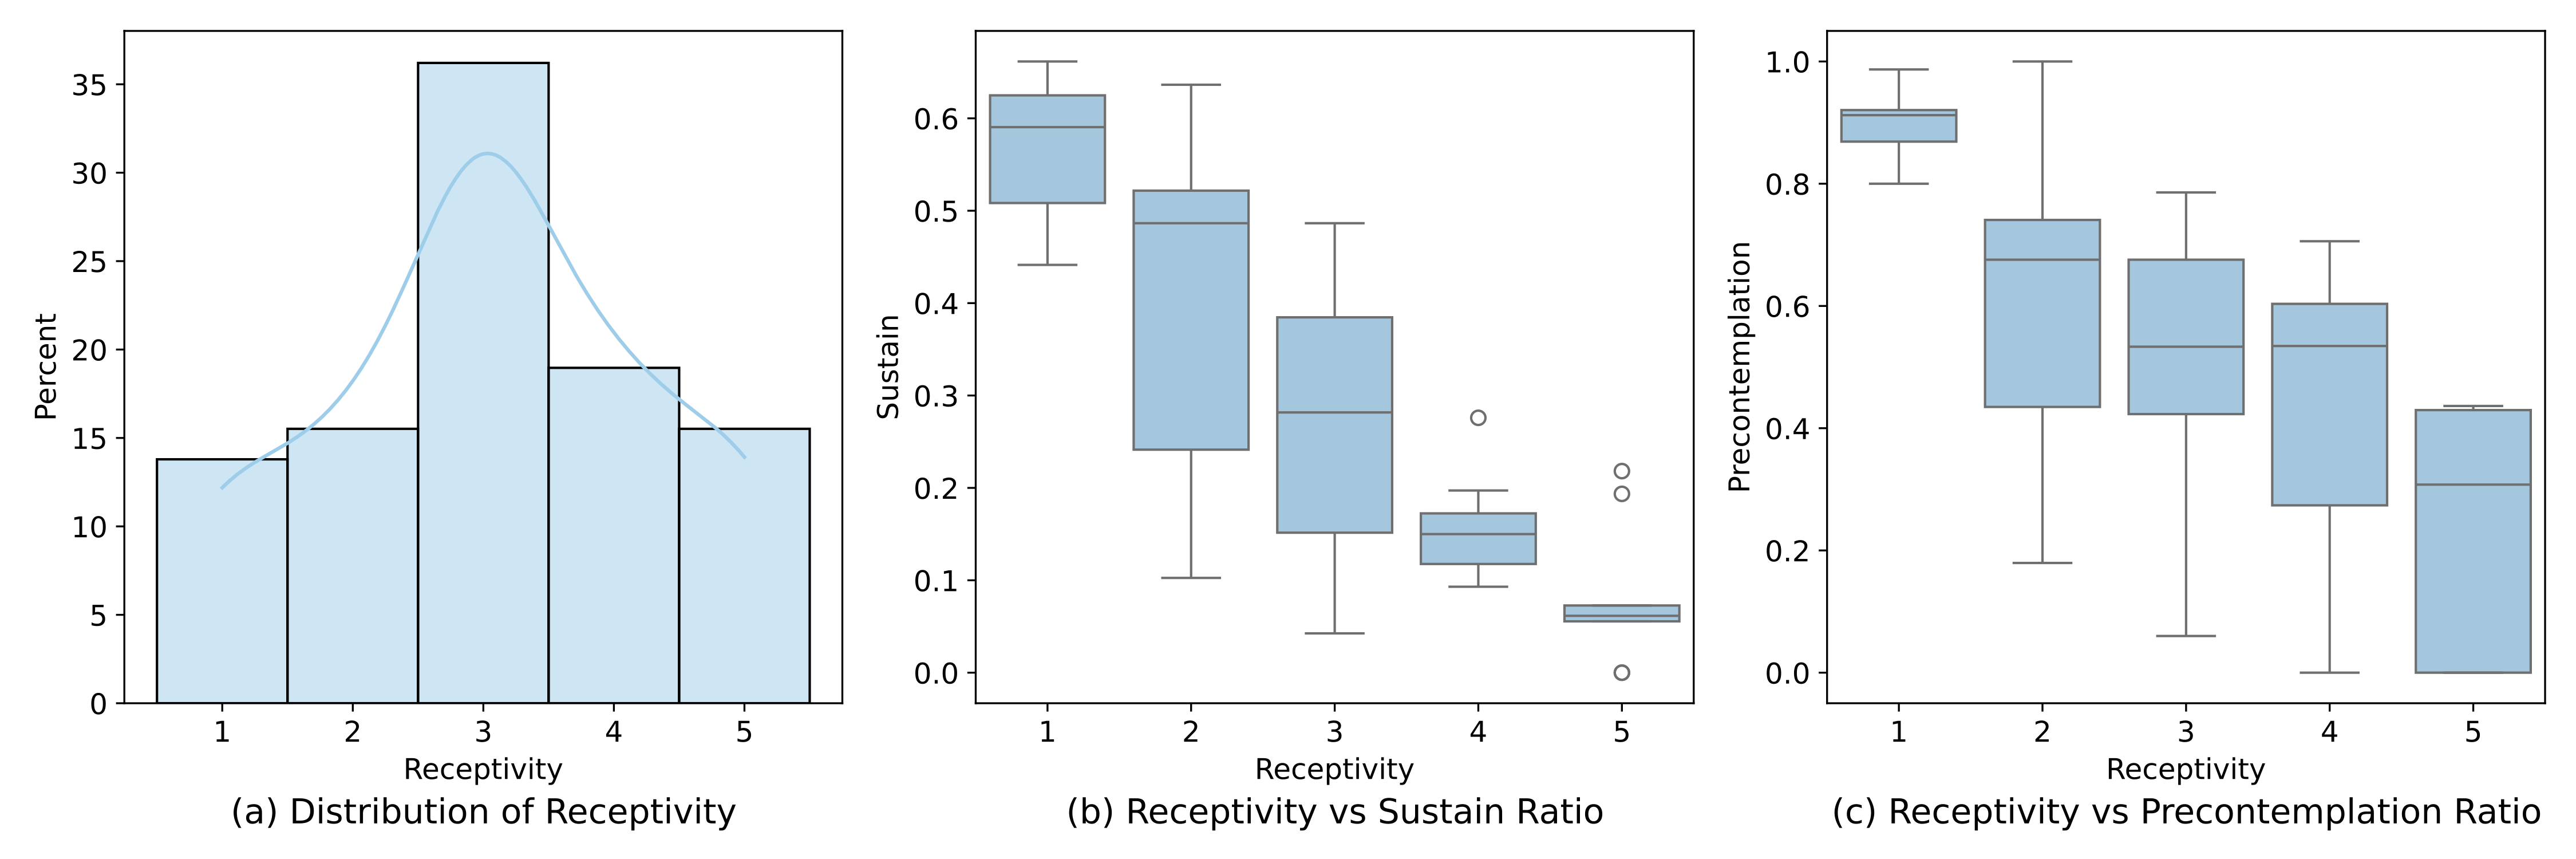 Percent
35
30
25
20
15
10
5
0
1 2 3 4 5
Receptivity
(a) Distribution of Receptivity
Sustain
0.6
0.5
0.4
0.3
0.2
0.1
0.0
1 2 3 4 5
Receptivity
(b) Receptivity vs Sustain Ratio
Precontemplation
1.0
0.8
0.6
0.4
0.2
0.0
1 2 3 4 5
Receptivity
(c) Receptivity vs Precontemplation Ratio